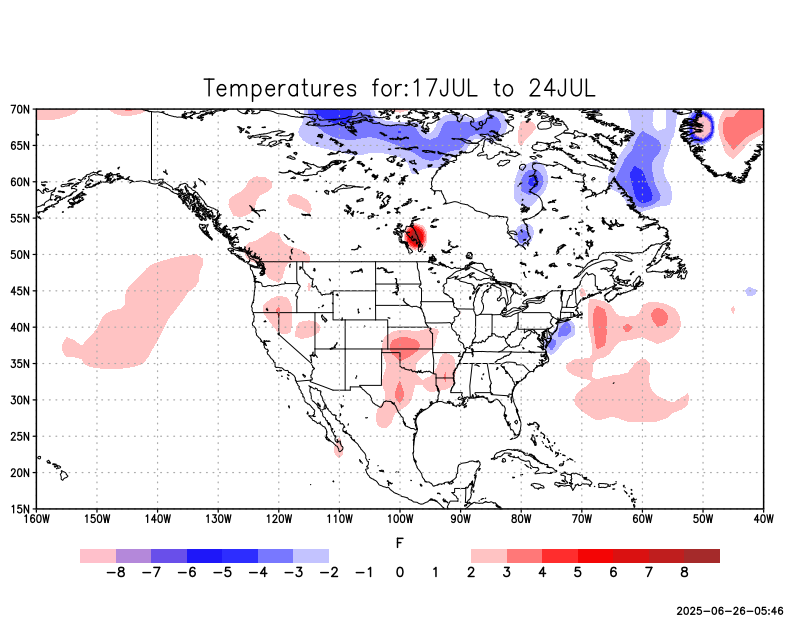 Temperatures for:17JUL to 24JUL
70N
65N
60N
55N
50N
45N
40N
35N
30N
25N
20N
15N
160W 150W 140W 130W 120W 110W 100W 90W 80W 70W 60W 50W 40W
F
-8 -7 -6 -5 -4 -3 -2 -1 0 1 2 3 4 5 6 7 8
2025-06-26-05:46